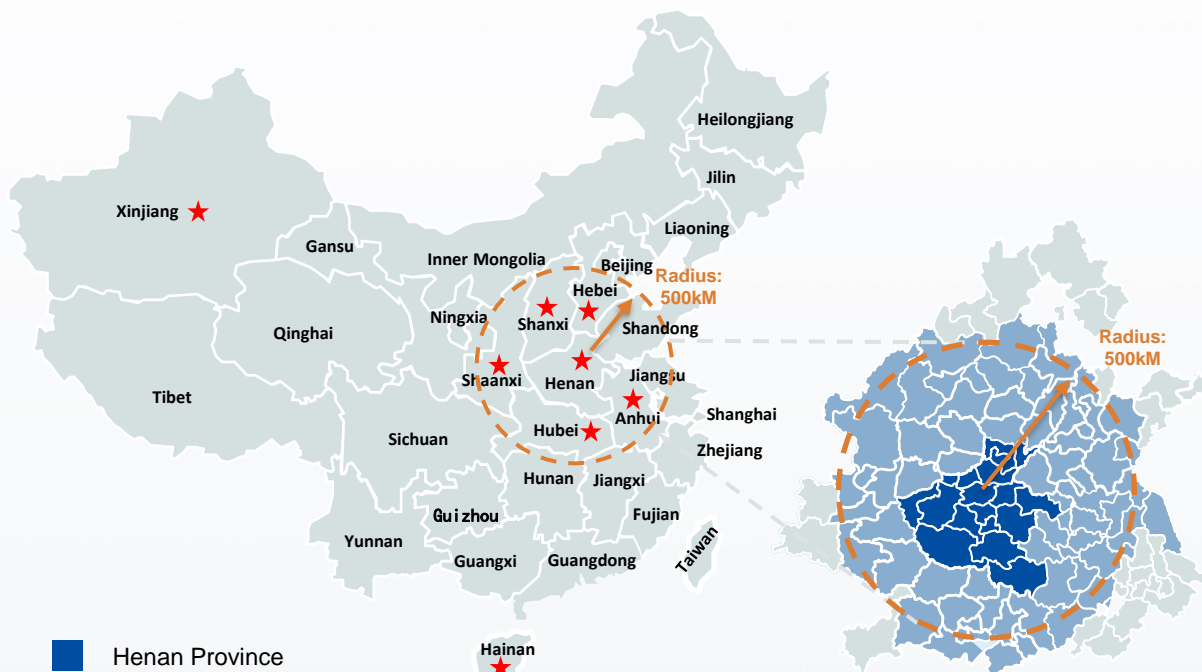 Heilongjiang
Jilin
Xinjiang
Liaoning
Gansu
Inner Mongolia
Beijing
Radius:
500kM
Hebei
Ningxia
Shanxi
Shandong
Qinghai
Radius:
500kM
Shaanxi
Henan
Jiangsu
Tibet
Anhui
Shanghai
Hubei
Sichuan
Zhejiang
Hunan
Jiangxi
Guizhou
Fujian
Yunnan
Guangxi
Guangdong
Taiwan
Hainan
Henan Province